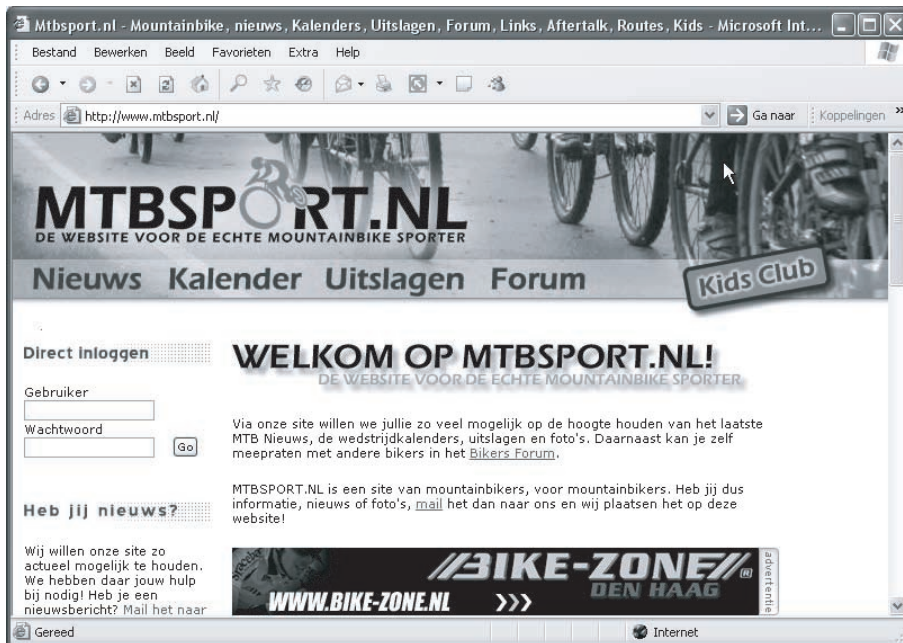 Mtbsport.nl - Mountainbike, nieuws, Kalenders, Uitslagen, Forum, Links, Aftertalk, Routes, Kids - Microsoft Int...
Bestand Bewerken Beeld Favorieten Extra Help
Adres http://www.mtbsport.nl/ Ga naar Koppelingen »
MTBSPORT.NL
DE WEBSITE VOOR DE ECHTE MOUNTAINBIKE SPORTER
Nieuws Kalender Uitslagen Forum Kids Club
Direct inloggen
Gebruiker
Wachtwoord
Go
Heb jij nieuws?
Wij willen onze site zo
actueel mogelijk te houden.
We hebben daar jouw hulp
bij nodig! Heb je een
nieuwsbericht? Mail het naar
WELKOM OP MTBSPORT.NL!
DE WEBSITE VOOR DE ECHTE MOUNTAINBIKE SPORTER
Via onze site willen we jullie zo veel mogelijk op de hoogte houden van het laatste
MTB Nieuws, de wedstrijdkalenders, uitslagen en foto's. Daarnaast kan je zelf
meepraten met andere bikers in het Bikers Forum.
MTBSPORT.NL is een site van mountainbikers, voor mountainbikers. Heb jij dus
informatie, nieuws of foto's, mail het dan naar ons en wij plaatsen het op deze
website!
//BIKE-ZONE//®
DEN HAAG
WWW.BIKE-ZONE.NL >>>
advertentie
Gereed Internet